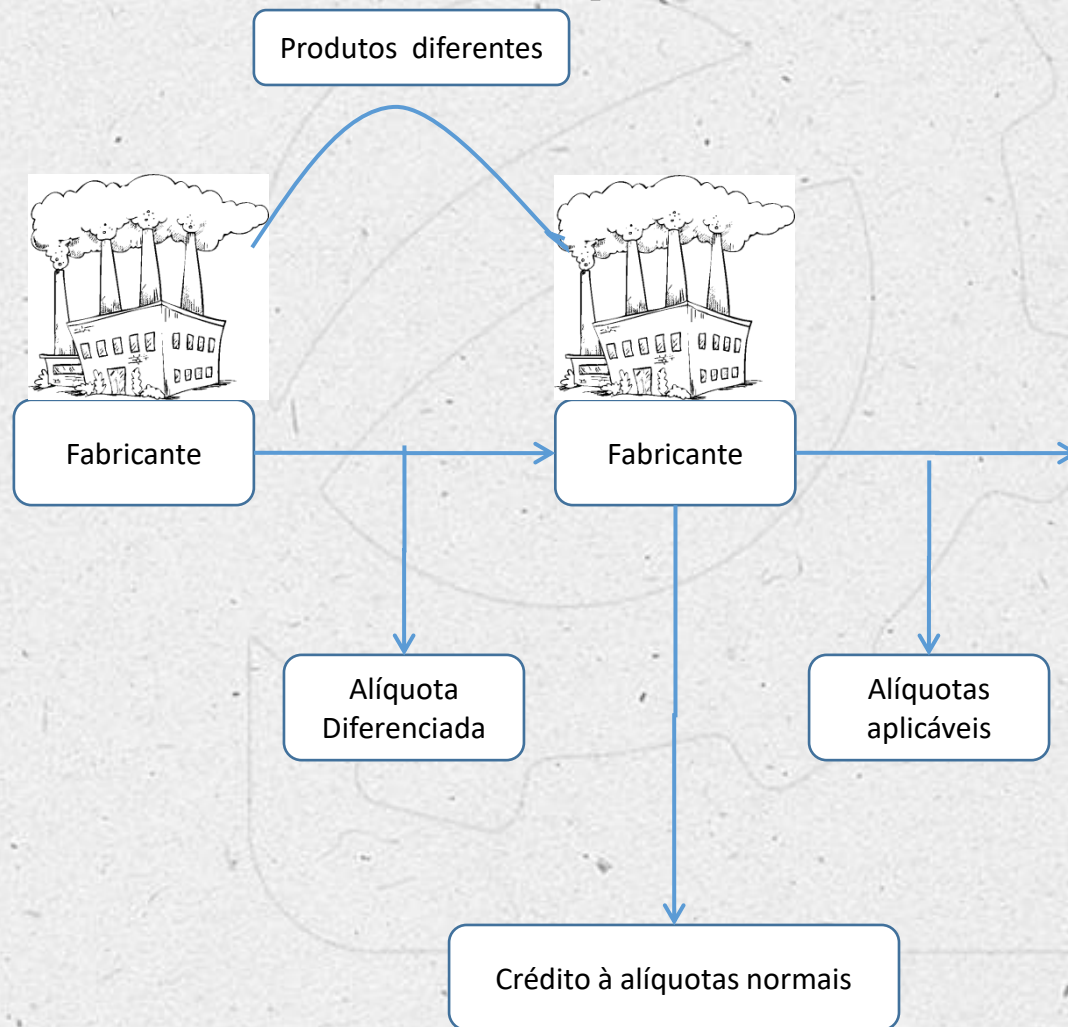 Produtos diferentes
Fabricante
Fabricante
Alíquota
Diferenciada
Alíquotas
aplicáveis
Crédito à alíquotas normais